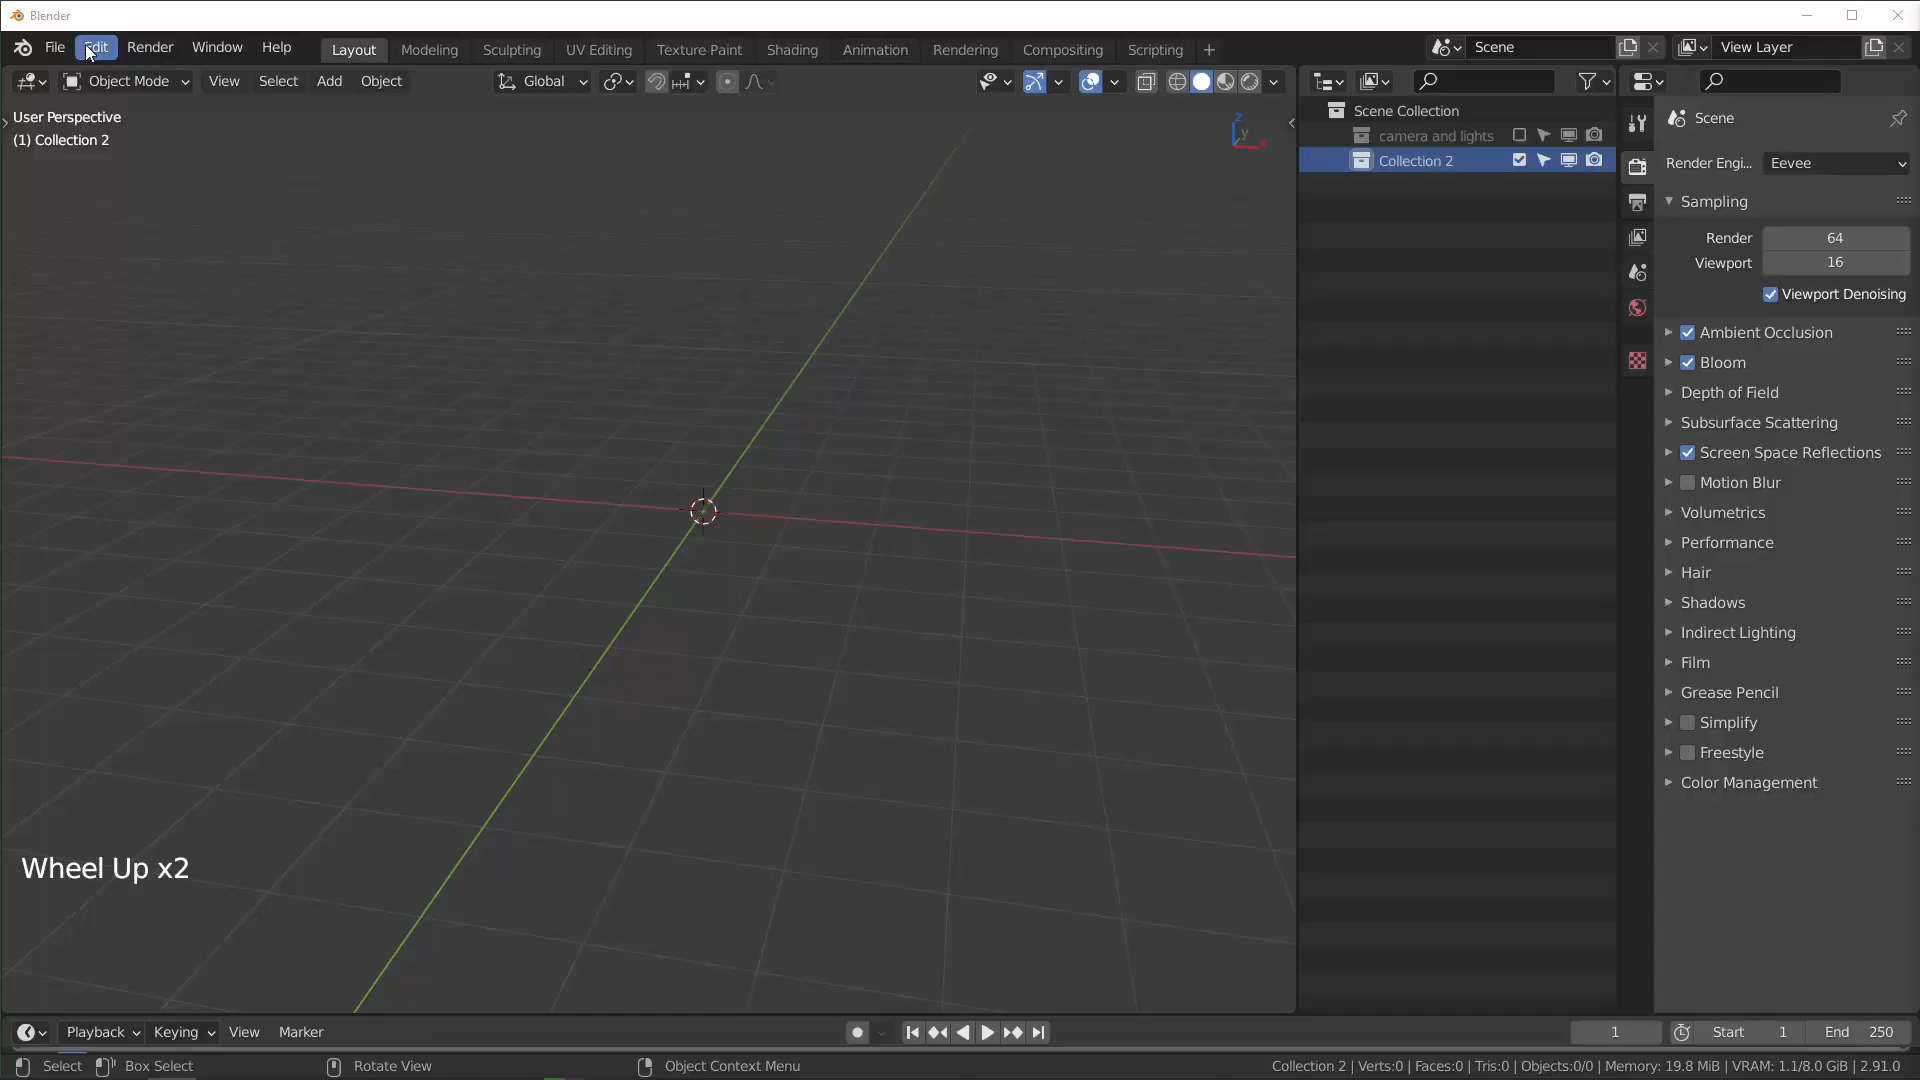 Blender
File Edit Render Window Help Layout Modeling Sculpting UV Editing Texture Paint Shading Animation Rendering Compositing Scripting + Scene View Layer
Object Mode View Select Add Object Global
User Perspective
(1) Collection 2
Z
y
x
Scene Collection
camera and lights
Collection 2
Scene
Render Engi... Eevee
Sampling
Render 64
Viewport 16
Viewport Denoising
Ambient Occlusion
Bloom
Depth of Field
Subsurface Scattering
Screen Space Reflections
Motion Blur
Volumetrics
Performance
Hair
Shadows
Indirect Lighting
Film
Grease Pencil
Simplify
Freestyle
Color Management
Wheel Up x2
Playback Keying View Marker 1 Start 1 End 250
Select Box Select Rotate View Object Context Menu Collection 2 | Verts:0 | Faces:0 | Tris:0 | Objects:0/0 | Memory: 19.8 MiB | VRAM: 1.1/8.0 GiB | 2.91.0